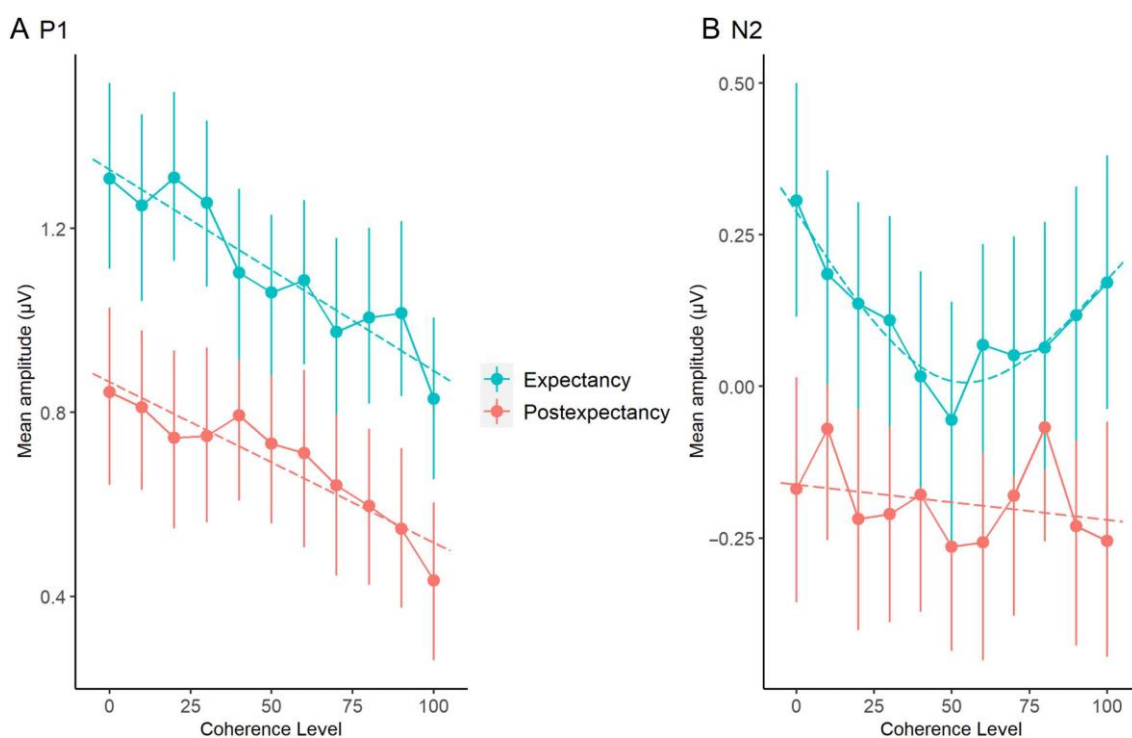 A P1
Mean amplitude (µV)
1.2
0.8
0.4
0
25
50
75
100
Coherence Level
Expectancy
Postexpectancy
B N2
Mean amplitude (µV)
0.50
0.25
0.00
−0.25
0
25
50
75
100
Coherence Level